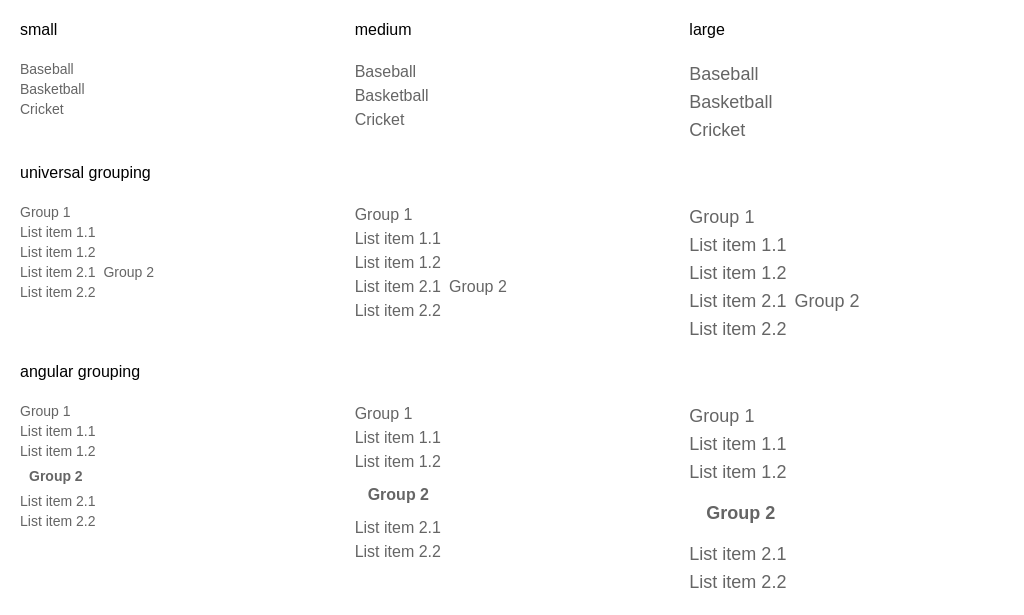 small
Baseball
Basketball
Cricket
medium
Baseball
Basketball
Cricket
large
Baseball
Basketball
Cricket
universal grouping
Group 1
List item 1.1
List item 1.2
List item 2.1 Group 2
List item 2.2
Group 1
List item 1.1
List item 1.2
List item 2.1 Group 2
List item 2.2
Group 1
List item 1.1
List item 1.2
List item 2.1 Group 2
List item 2.2
angular grouping
Group 1
List item 1.1
List item 1.2
Group 2
List item 2.1
List item 2.2
Group 1
List item 1.1
List item 1.2
Group 2
List item 2.1
List item 2.2
Group 1
List item 1.1
List item 1.2
Group 2
List item 2.1
List item 2.2